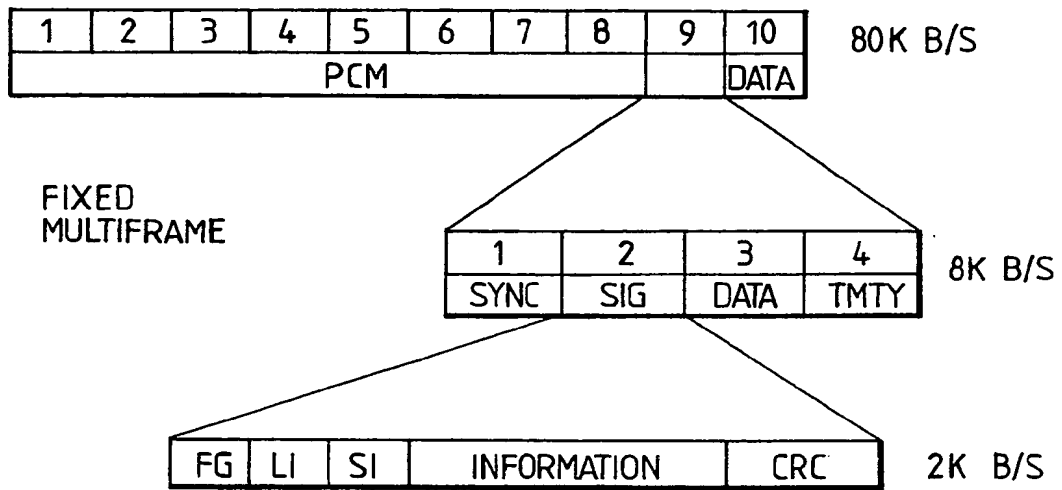 1 2 3 4 5 6 7 8 9 10 80K B/S
PCM DATA
FIXED
MULTIFRAME
1 2 3 4 8K B/S
SYNC SIG DATA TMTY
FG LI SI INFORMATION CRC 2K B/S